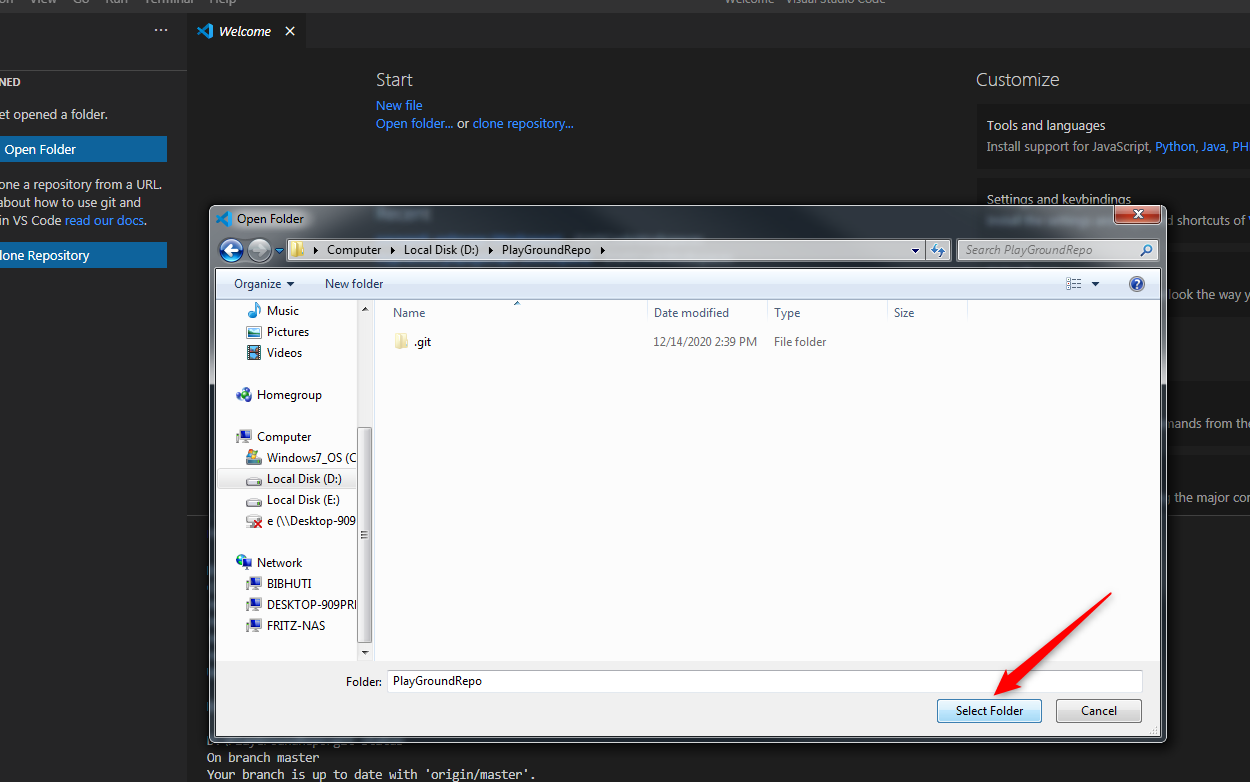 View Go Run Terminal Help
Welcome Visual Studio Code
Welcome
NED
et opened a folder.
Open Folder
one a repository from a URL.
about how to use git and
in VS Code read our docs.
lone Repository
Start
New file
Open folder... or clone repository...
Recent
Customize
Tools and languages
Install support for JavaScript, Python, Java, PH
Settings and keybindings
d shortcuts of V
look the way y
mands from the
g the major con
Open Folder
Computer Local Disk (D:) PlayGroundRepo
Search PlayGroundRepo
Organize New folder
Music
Pictures
Videos
Homegroup
Computer
Windows7_OS (C
Local Disk (D:)
Local Disk (E:)
e (\\Desktop-909
Network
BIBHUTI
DESKTOP-909PRI
FRITZ-NAS
Name Date modified Type Size
.git 12/14/2020 2:39 PM File folder
Folder: PlayGroundRepo
Select Folder Cancel
On branch master
Your branch is up to date with 'origin/master'.